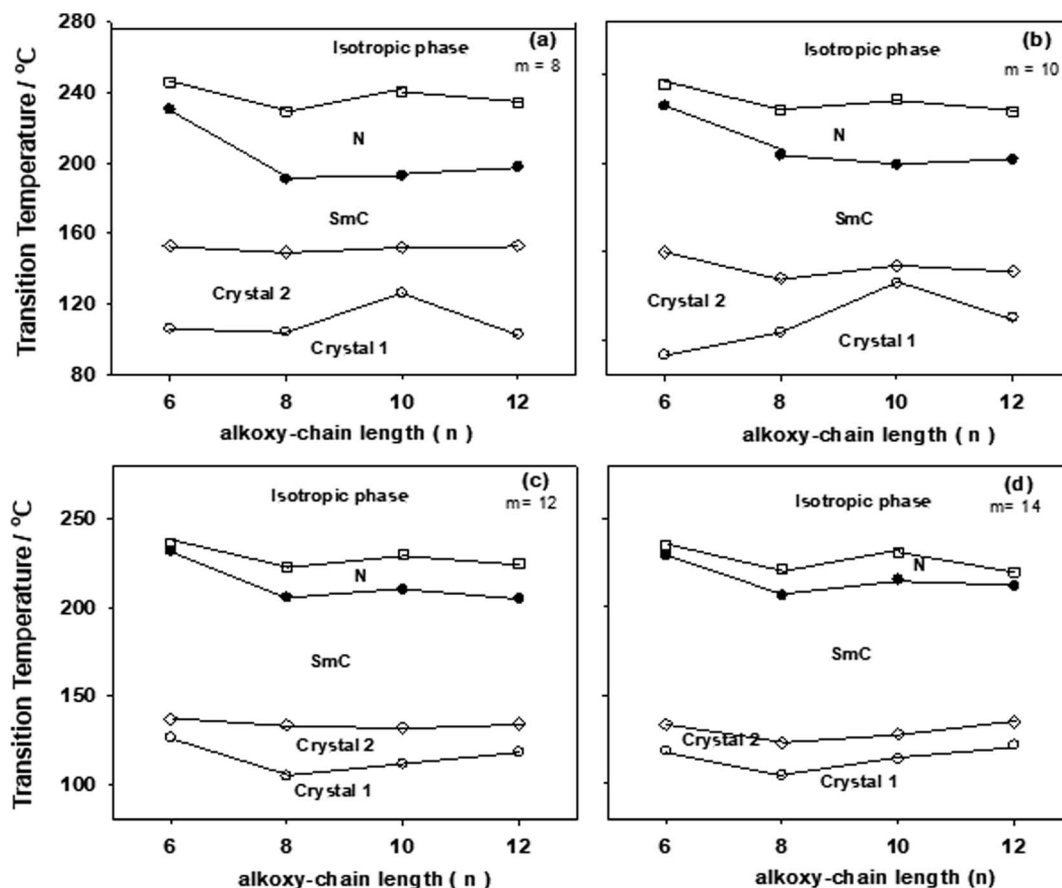 Transition Temperature / °C
280
240
200
160
120
80
Isotropic phase
(a)
m = 8
N
SmC
Crystal 2
Crystal 1
6 8 10 12
alkoxy-chain length ( n )
Isotropic phase
(b)
m = 10
N
SmC
Crystal 2
Crystal 1
6 8 10 12
alkoxy-chain length ( n )
Transition Temperature / °C
250
200
150
100
Isotropic phase
(c)
m= 12
N
SmC
Crystal 2
Crystal 1
6 8 10 12
alkoxy-chain length ( n )
Isotropic phase
(d)
m= 14
N
SmC
Crystal 2
Crystal 1
6 8 10 12
alkoxy-chain length (n)